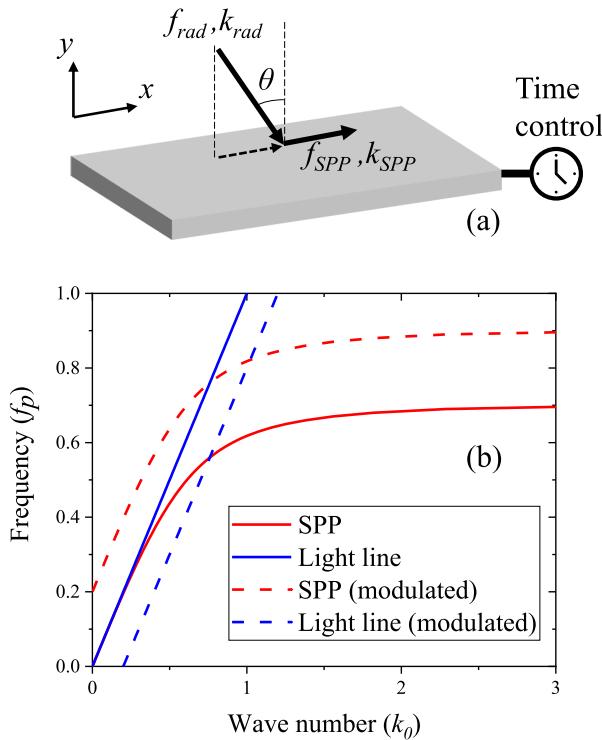 f_rad, k_rad
y
x
θ
Time
control
f_SPP, k_SPP
(a)
1.0
0.8
0.6
0.4
0.2
0.0
Frequency (f_p)
(b)
SPP
Light line
SPP (modulated)
Light line (modulated)
0
1
2
3
Wave number (k_0)